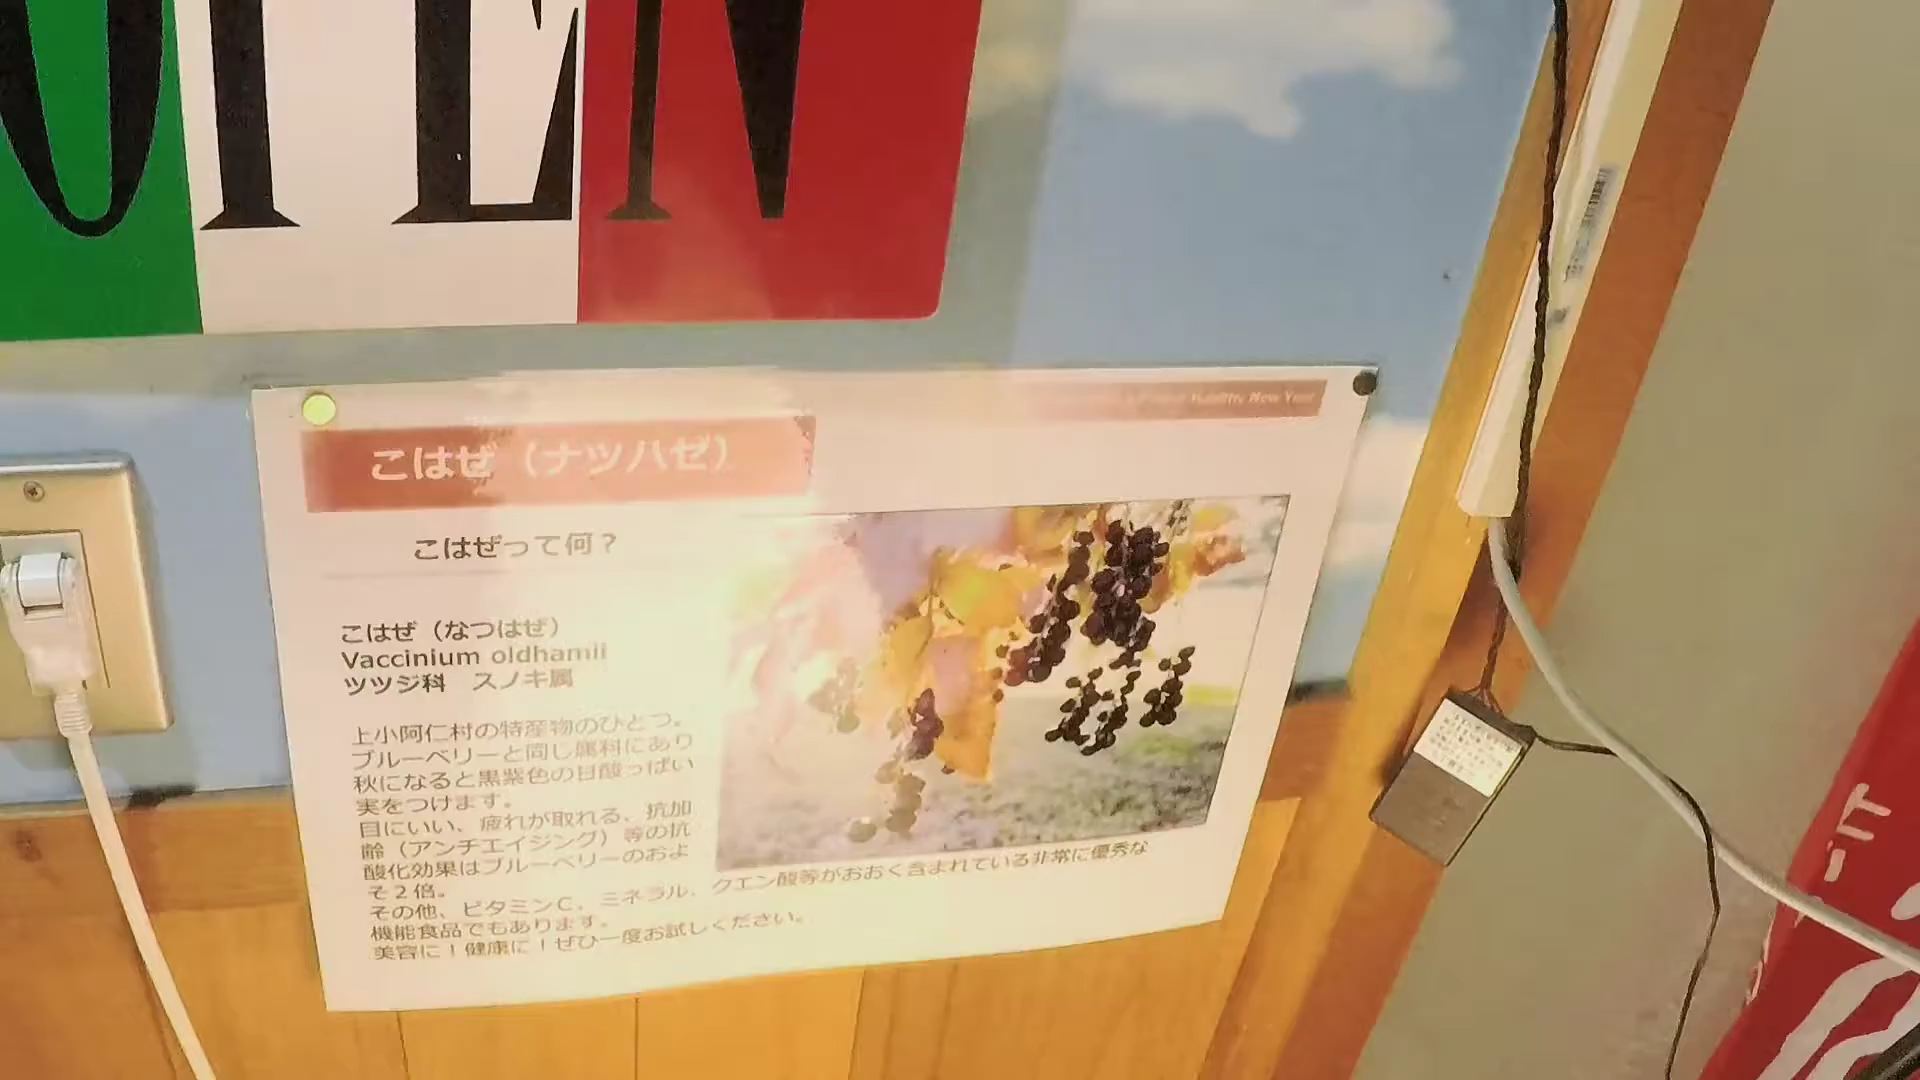 OPEN
Healthy New Year
こはぜ（ナツハゼ）
こはぜって何？
こはぜ（なつはぜ）
Vaccinium oldhamii
ツツジ科　スノキ属
上小阿仁村の特産物のひとつ。
ブルーベリーと同じ属科にあり
秋になると黒紫色の甘酸っぱい
実をつけます。
目にいい、疲れが取れる、抗加
齢（アンチエイジング）等の抗
酸化効果はブルーベリーのおよ
そ２倍。
その他、ビタミンＣ、ミネラル、クエン酸等がおおく含まれている非常に優秀な
機能食品でもあります。
美容に！健康に！ぜひ一度お試しください。